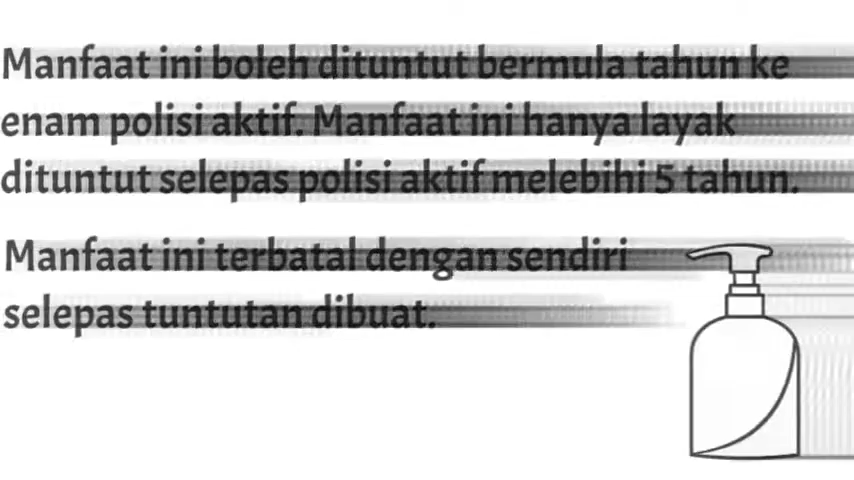 Manfaat ini boleh dituntut bermula tahun ke
enam polisi aktif. Manfaat ini hanya layak
dituntut selepas polisi aktif melebihi 5 tahun.
Manfaat ini terbatal dengan sendiri
selepas tuntutan dibuat.